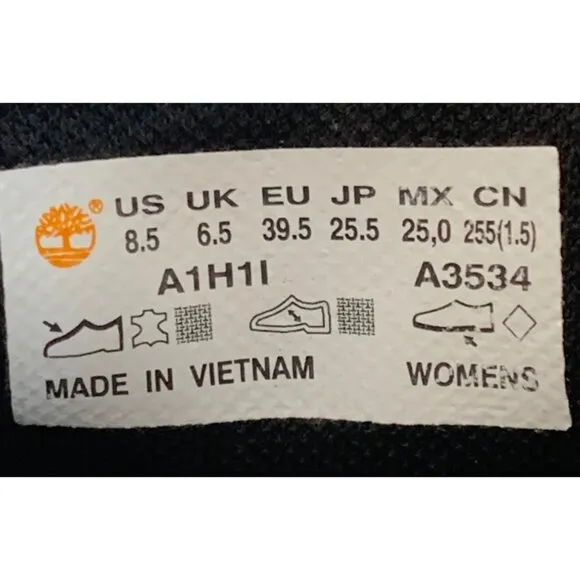 ® US UK EU JP MX CN
8.5 6.5 39.5 25.5 25,0 255(1.5)
A1H1I A3534
MADE IN VIETNAM WOMENS